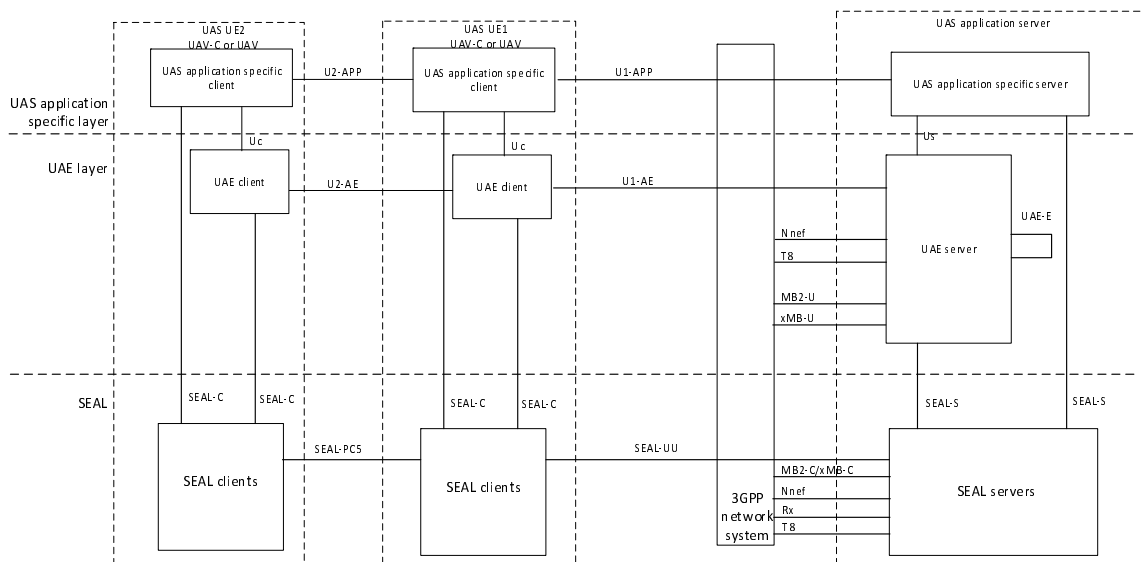 UAS UE2
UAV-C or UAV
UAS UE1
UAV-C or UAV
UAS application server
UAS application specific
client
U2-APP
UAS application specific
client
U1-APP
UAS application specific server
UAS application
specific layer
Uc
Uc
Us
UAE layer
UAE client
U2-AE
UAE client
U1-AE
UAE-E
Nnef
UAE server
T8
MB2-U
xMB-U
SEAL
SEAL-C
SEAL-C
SEAL-C
SEAL-C
SEAL-S
SEAL-S
SEAL-PC5
SEAL-UU
MB2-C/xMB-C
SEAL clients
SEAL clients
SEAL servers
Nnef
3GPP
network
system
Rx
T8